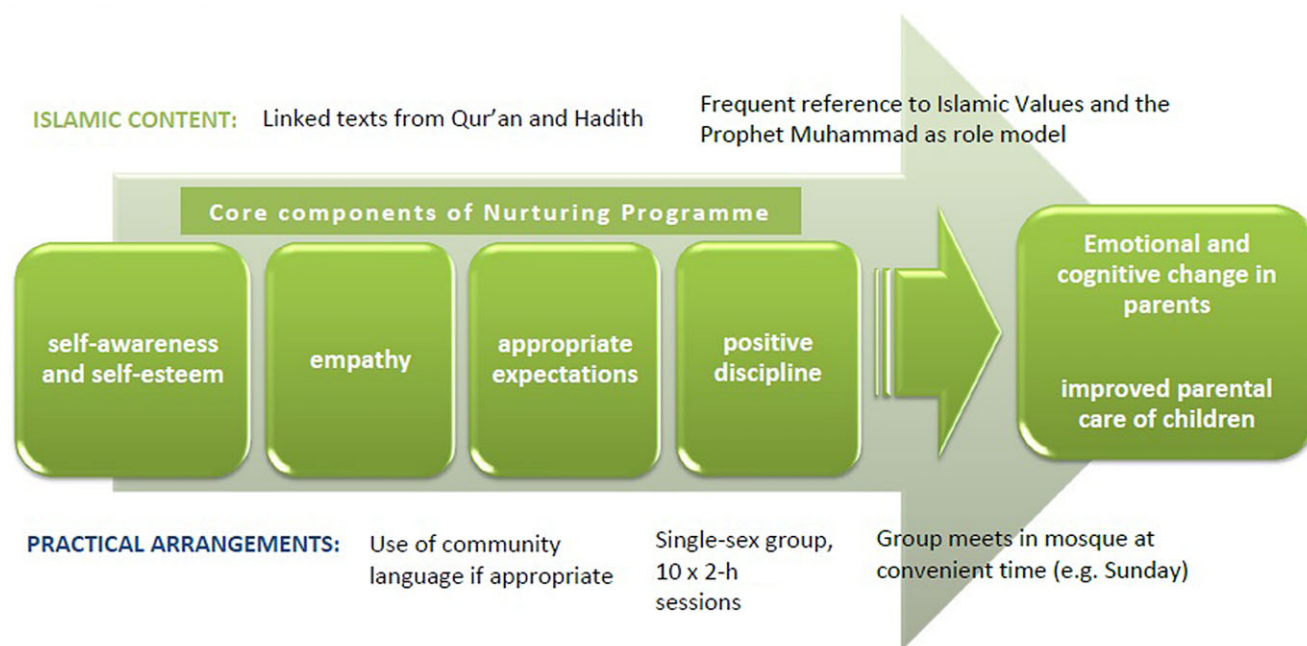 ISLAMIC CONTENT: Linked texts from Qur’an and Hadith
Frequent reference to Islamic Values and the
Prophet Muhammad as role model
Core components of Nurturing Programme
self-awareness
and self-esteem
empathy
appropriate
expectations
positive
discipline
Emotional and
cognitive change in
parents
improved parental
care of children
PRACTICAL ARRANGEMENTS:
Use of community
language if appropriate
Single-sex group,
10 x 2-h
sessions
Group meets in mosque at
convenient time (e.g. Sunday)